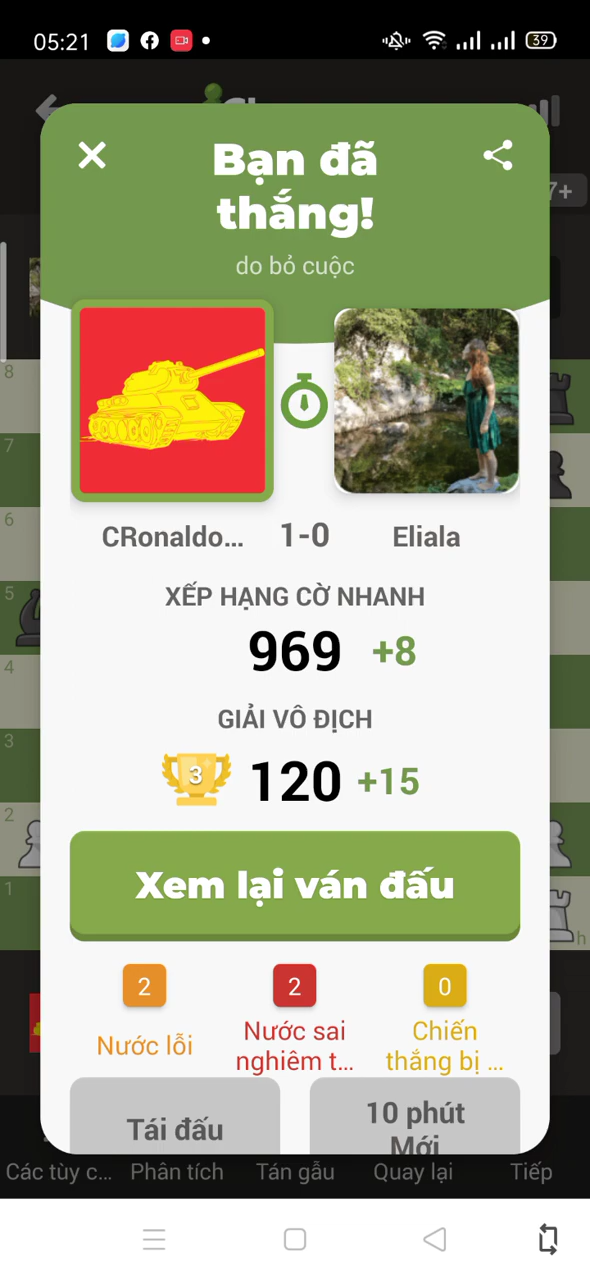 05:21
39
7+
Bạn đã
thắng!
do bỏ cuộc
8
7
6
5
4
3
2
1
h
CRonaldo...
1-0
Eliala
XẾP HẠNG CỜ NHANH
969 +8
GIẢI VÔ ĐỊCH
3
120 +15
Xem lại ván đấu
2
2
0
Nước lỗi
Nước sai
nghiêm t...
Chiến
thắng bị ...
Tái đấu
10 phút
Mới
Các tùy c...
Phân tích
Tán gẫu
Quay lại
Tiếp